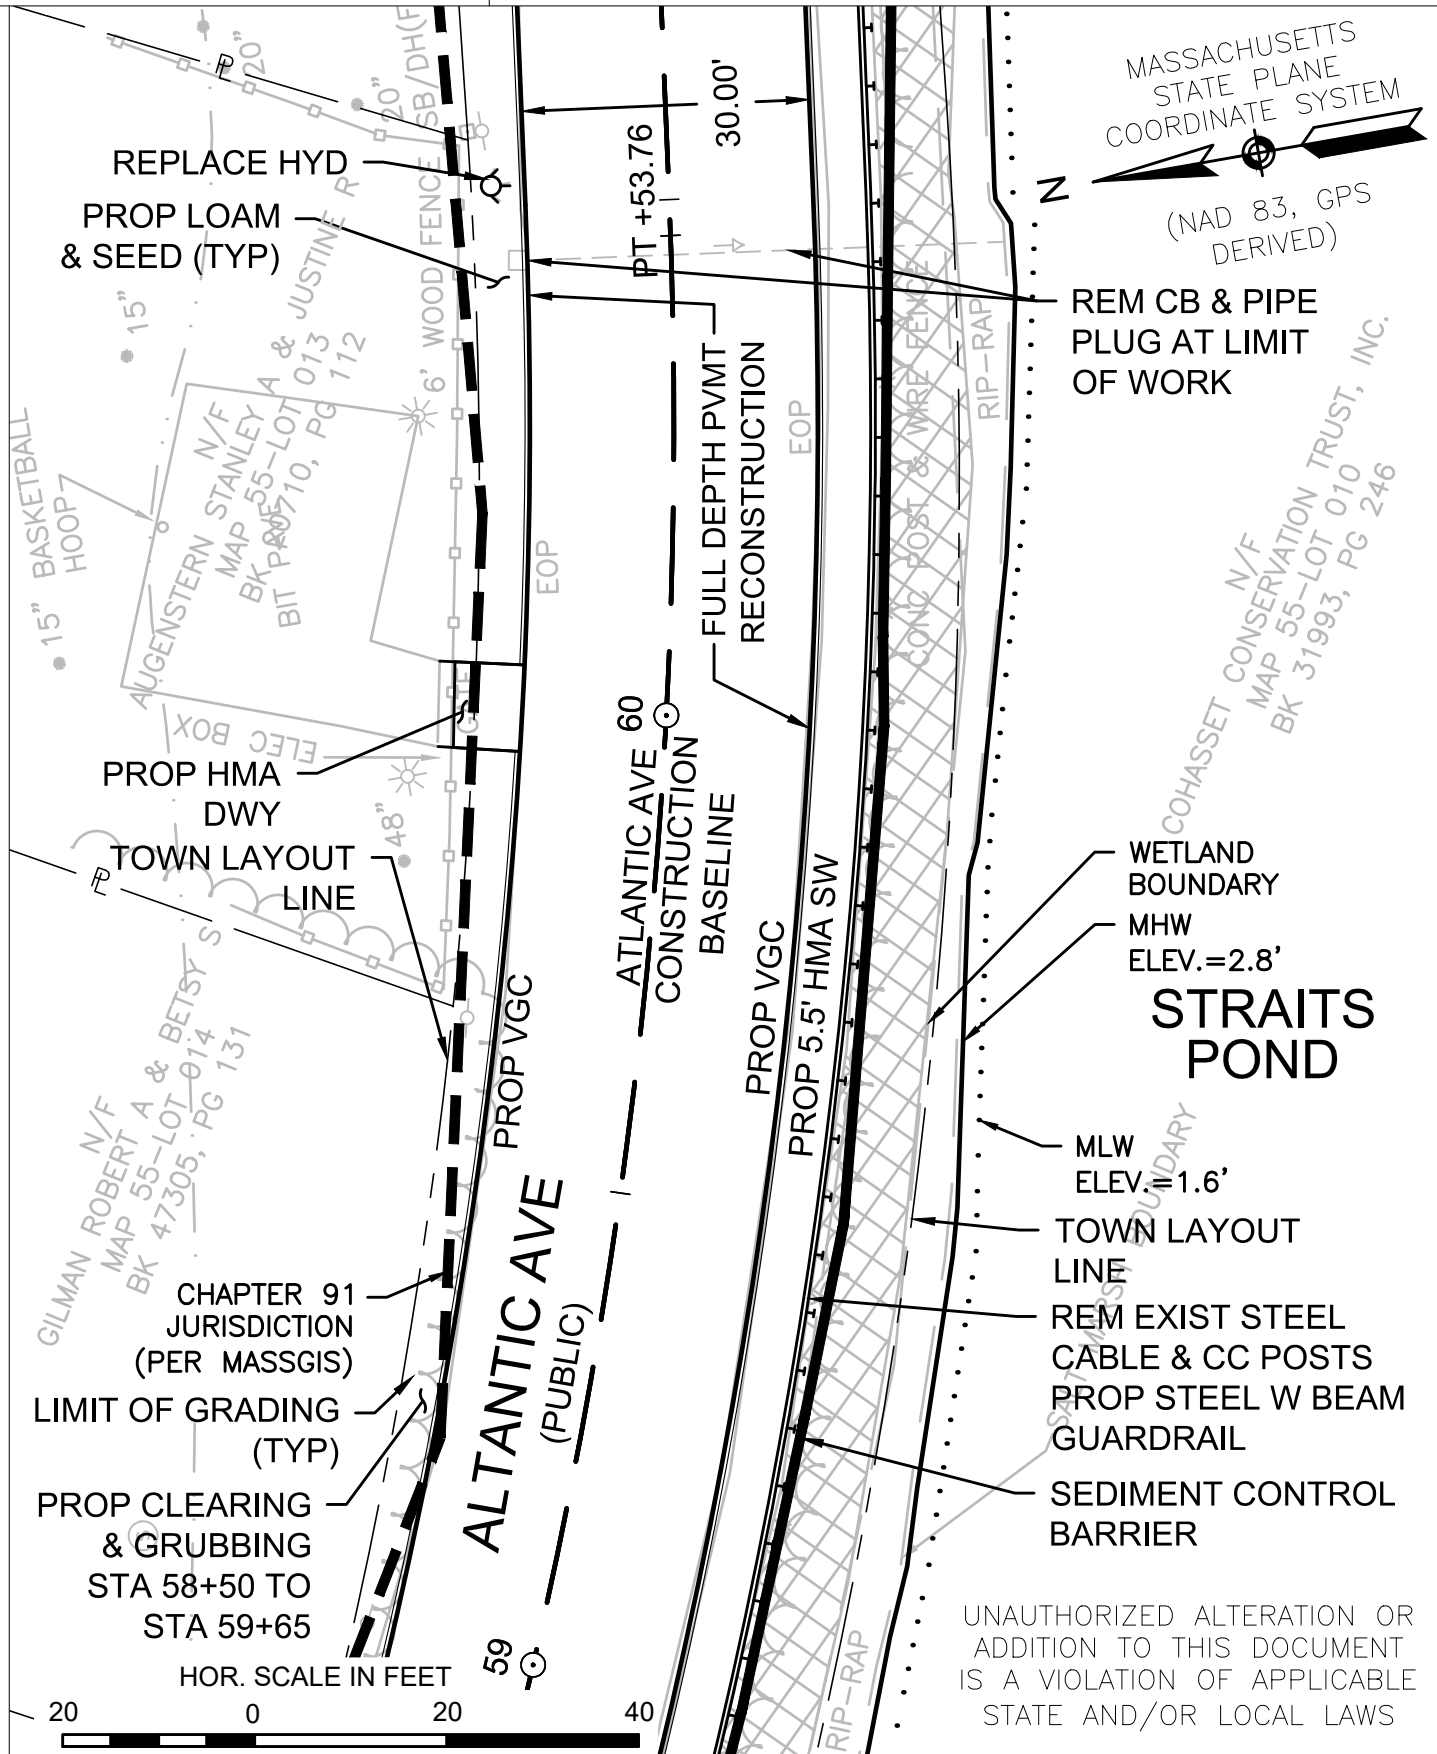 MASSACHUSETTS
STATE PLANE
COORDINATE SYSTEM
N
(NAD 83, GPS
DERIVED)
20"
20"
SB/DH(F
6' WOOD FENCE
REPLACE HYD
PROP LOAM
& SEED (TYP)
30.00'
PT +53.76
REM CB & PIPE
PLUG AT LIMIT
OF WORK
15"
N/F
AUGENSTERN STANLEY A & JUSTINE R
MAP 55-LOT 013
PG 112
BASKETBALL
HOOP
15"
EOP
EOP
FULL DEPTH PVMT
RECONSTRUCTION
CONC POST & WIRE FENCE
RIP-RAP
N/F
COHASSET CONSERVATION TRUST, INC.
MAP 55-LOT 010
BK 31993, PG 246
GATE
ELEC BOX
PROP HMA
DWY
48"
TOWN LAYOUT
LINE
60
ATLANTIC AVE
CONSTRUCTION
BASELINE
PROP VGC
PROP VGC
PROP 5.5' HMA SW
WETLAND
BOUNDARY
MHW
ELEV.=2.8'
STRAITS
POND
MLW
ELEV.=1.6'
SALT MARSH BOUNDARY
N/F
GILMAN ROBERT A & BETSY S
MAP 55-LOT 014
BK 47305, PG 131
TOWN LAYOUT
LINE
CHAPTER 91
JURISDICTION
(PER MASSGIS)
ALTANTIC AVE
(PUBLIC)
REM EXIST STEEL
CABLE & CC POSTS
PROP STEEL W BEAM
GUARDRAIL
LIMIT OF GRADING
(TYP)
SEDIMENT CONTROL
BARRIER
PROP CLEARING
& GRUBBING
STA 58+50 TO
STA 59+65
59
RIP-RAP
UNAUTHORIZED ALTERATION OR
ADDITION TO THIS DOCUMENT
IS A VIOLATION OF APPLICABLE
STATE AND/OR LOCAL LAWS
HOR. SCALE IN FEET
20 0 20 40